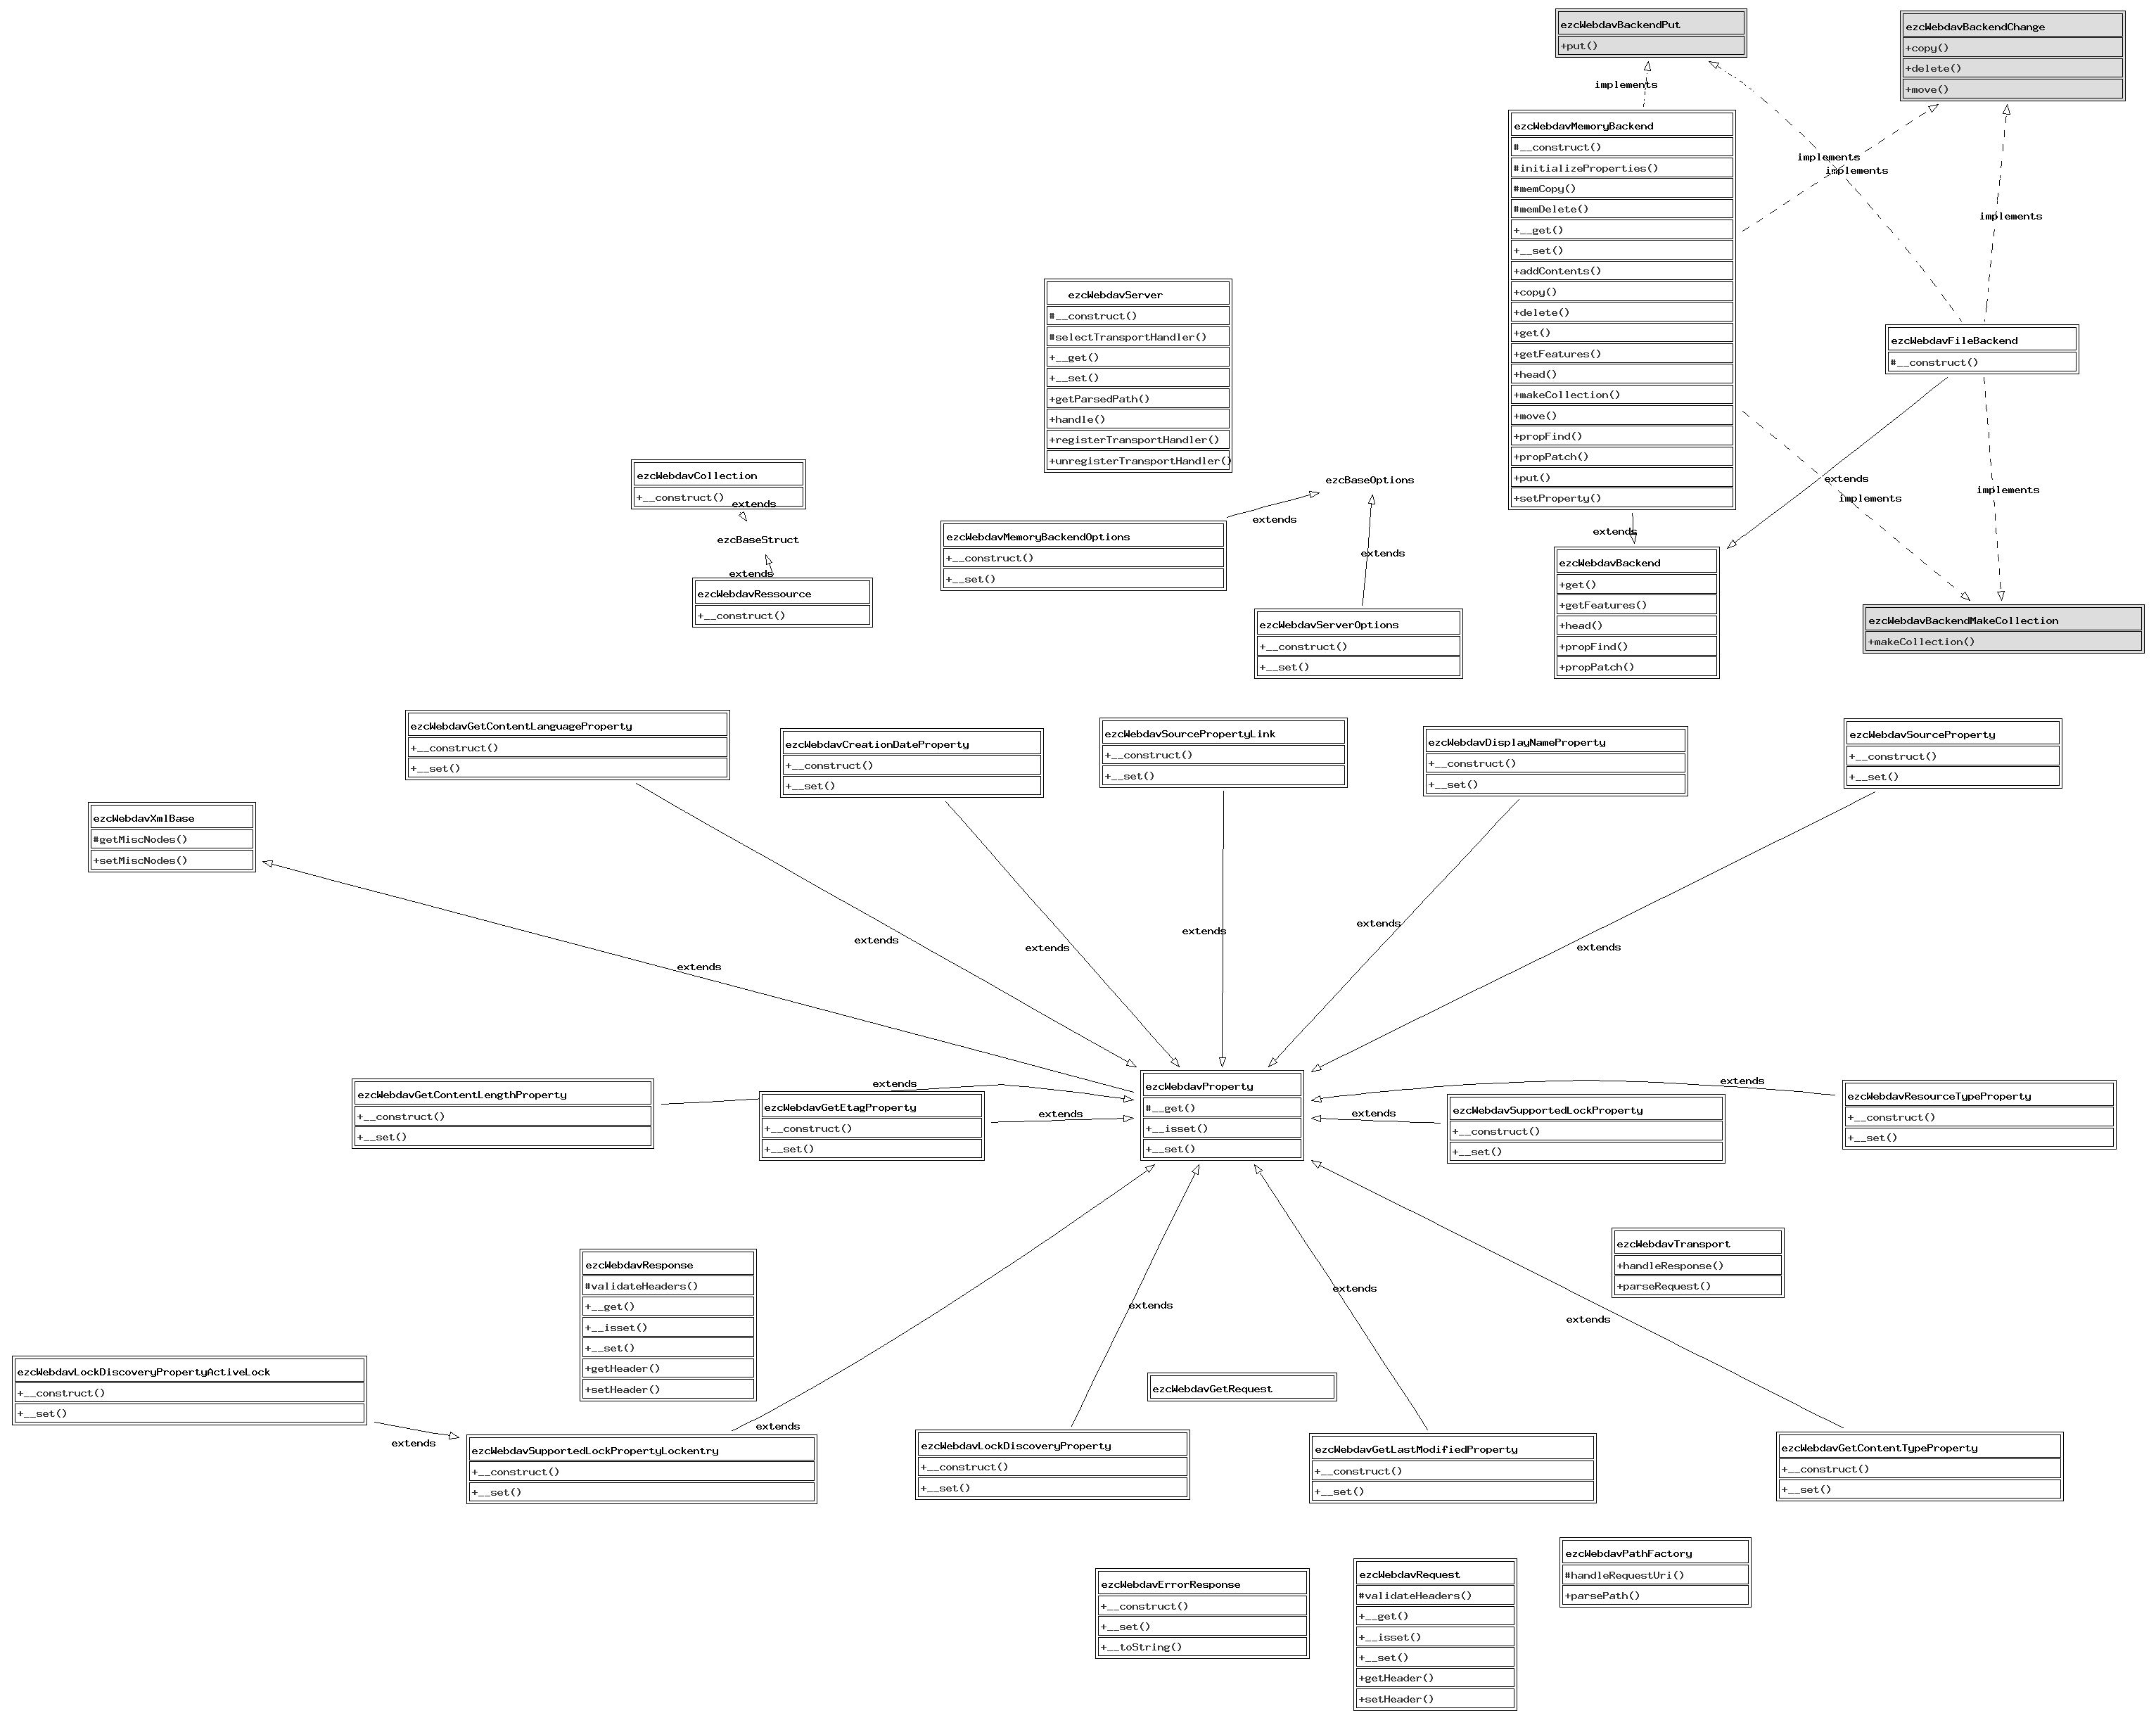 ezcWebdavBackendPut
+put()
ezcWebdavBackendChange
+copy()
+delete()
+move()
implements
ezcWebdavMemoryBackend
#__construct()
#initializeProperties()
#memCopy()
#memDelete()
+__get()
+__set()
+addContents()
+copy()
+delete()
+get()
+getFeatures()
+head()
+makeCollection()
+move()
+propFind()
+propPatch()
+put()
+setProperty()
implements
implements
implements
ezcWebdavFileBackend
#__construct()
extends
implements
implements
extends
ezcWebdavBackend
+get()
+getFeatures()
+head()
+propFind()
+propPatch()
ezcWebdavBackendMakeCollection
+makeCollection()
ezcWebdavServer
#__construct()
#selectTransportHandler()
+__get()
+__set()
+getParsedPath()
+handle()
+registerTransportHandler()
+unregisterTransportHandler()
ezcWebdavCollection
+__construct()
extends
ezcBaseStruct
extends
ezcWebdavRessource
+__construct()
ezcBaseOptions
extends
ezcWebdavMemoryBackendOptions
+__construct()
+__set()
extends
ezcWebdavServerOptions
+__construct()
+__set()
ezcWebdavGetContentLanguageProperty
+__construct()
+__set()
ezcWebdavCreationDateProperty
+__construct()
+__set()
ezcWebdavSourcePropertyLink
+__construct()
+__set()
ezcWebdavDisplayNameProperty
+__construct()
+__set()
ezcWebdavSourceProperty
+__construct()
+__set()
ezcWebdavXmlBase
#getMiscNodes()
+setMiscNodes()
extends
extends
extends
extends
extends
extends
ezcWebdavGetContentLengthProperty
+__construct()
+__set()
extends
ezcWebdavGetEtagProperty
+__construct()
+__set()
extends
ezcWebdavProperty
#__get()
+__isset()
+__set()
extends
ezcWebdavSupportedLockProperty
+__construct()
+__set()
extends
ezcWebdavResourceTypeProperty
+__construct()
+__set()
ezcWebdavResponse
#validateHeaders()
+__get()
+__isset()
+__set()
+getHeader()
+setHeader()
ezcWebdavTransport
+handleResponse()
+parseRequest()
extends
extends
extends
ezcWebdavLockDiscoveryPropertyActiveLock
+__construct()
+__set()
extends
extends
ezcWebdavGetRequest
ezcWebdavSupportedLockPropertyLockentry
+__construct()
+__set()
ezcWebdavLockDiscoveryProperty
+__construct()
+__set()
ezcWebdavGetLastModifiedProperty
+__construct()
+__set()
ezcWebdavGetContentTypeProperty
+__construct()
+__set()
ezcWebdavErrorResponse
+__construct()
+__set()
+__toString()
ezcWebdavRequest
#validateHeaders()
+__get()
+__isset()
+__set()
+getHeader()
+setHeader()
ezcWebdavPathFactory
#handleRequestUri()
+parsePath()